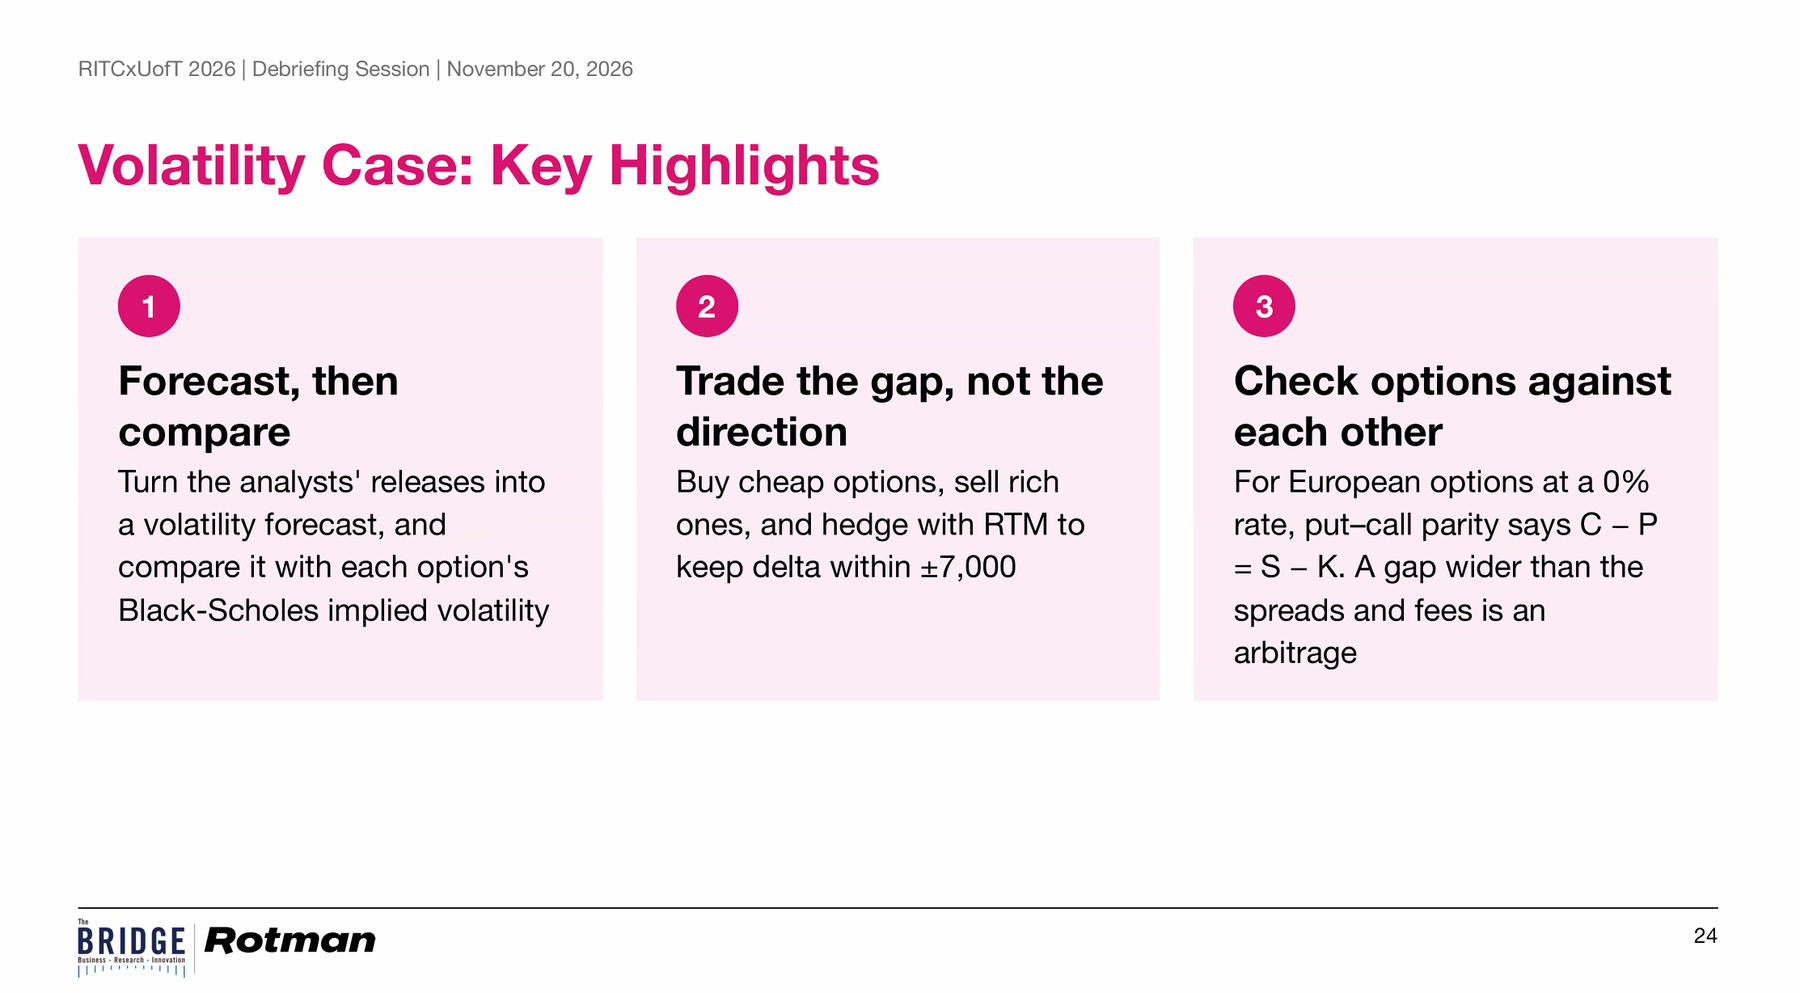 RITCxUofT 2026 | Debriefing Session | November 20, 2026
Volatility Case: Key Highlights
1
Forecast, then
compare
Turn the analysts' releases into
a volatility forecast, and
compare it with each option's
Black-Scholes implied volatility
2
Trade the gap, not the
direction
Buy cheap options, sell rich
ones, and hedge with RTM to
keep delta within ±7,000
3
Check options against
each other
For European options at a 0%
rate, put–call parity says C − P
= S − K. A gap wider than the
spreads and fees is an
arbitrage
The
BRIDGE
Business · Research · Innovation
Rotman
24